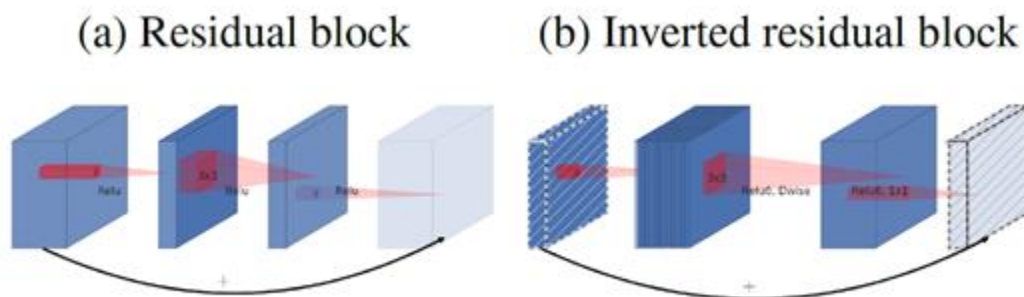 (a) Residual block
(b) Inverted residual block
Relu
3x3
Relu
Relu
+
3x3
Relu6, Dwise
Relu6, 1x1
+